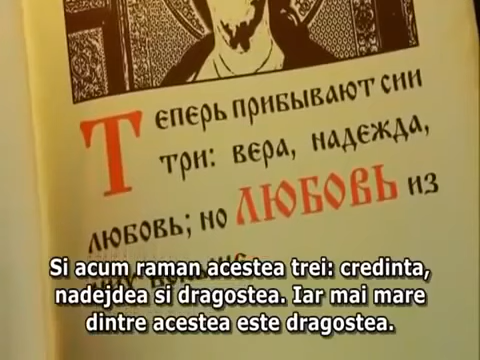 Теперь прибывают сии
три: вера, надежда,
любовь; но ЛЮБОВЬ из
Si acum raman acestea trei: credinta,
nadejdea si dragostea. Iar mai mare
dintre acestea este dragostea.